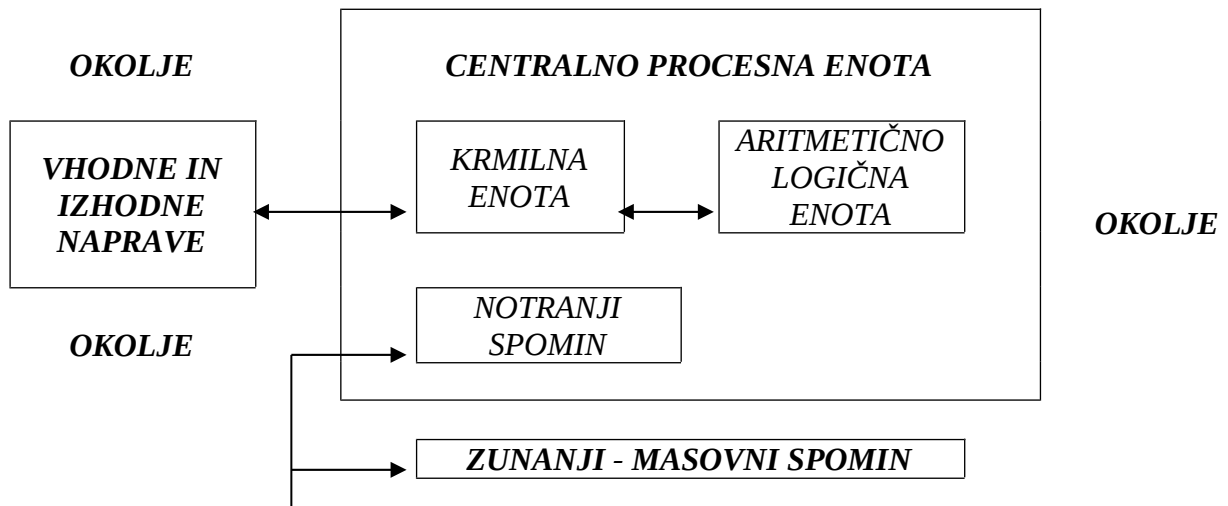 OKOLJE
CENTRALNO PROCESNA ENOTA
VHODNE IN
IZHODNE
NAPRAVE
KRMILNA
ENOTA
ARITMETIČNO
LOGIČNA
ENOTA
OKOLJE
NOTRANJI
SPOMIN
OKOLJE
ZUNANJI - MASOVNI SPOMIN